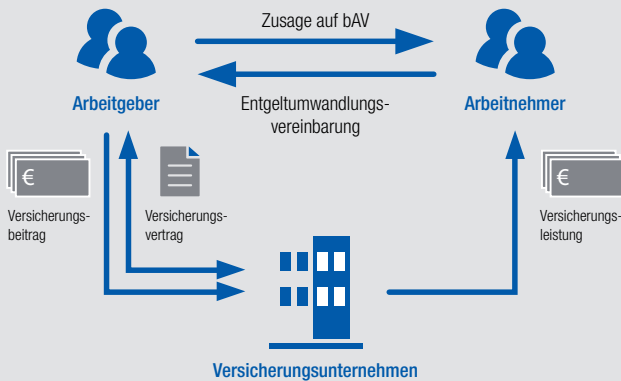 Zusage auf bAV
Arbeitgeber
Entgeltumwandlungs-
vereinbarung
Arbeitnehmer
€
Versicherungs-
beitrag
Versicherungs-
vertrag
€
Versicherungs-
leistung
Versicherungsunternehmen